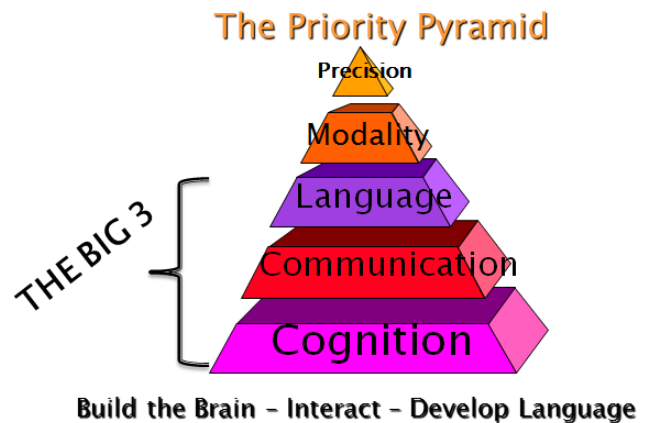 The Priority Pyramid
Precision
Modality
Language
Communication
Cognition
THE BIG 3
Build the Brain – Interact – Develop Language